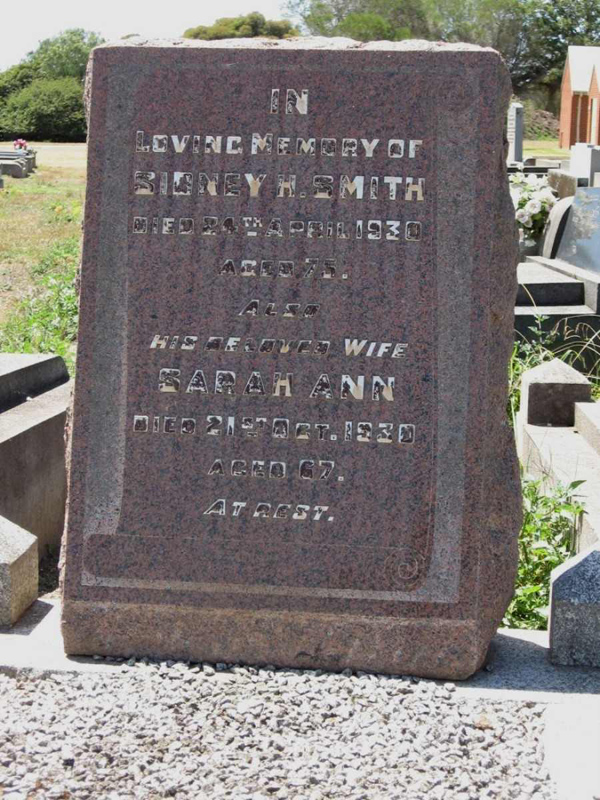 IN
LOVING MEMORY OF
SIDNEY H. SMITH
DIED 24TH APRIL 1930
AGED 75.
ALSO
HIS BELOVED WIFE
SARAH ANN
DIED 21ST OCT. 1930
AGED 67.
AT REST.